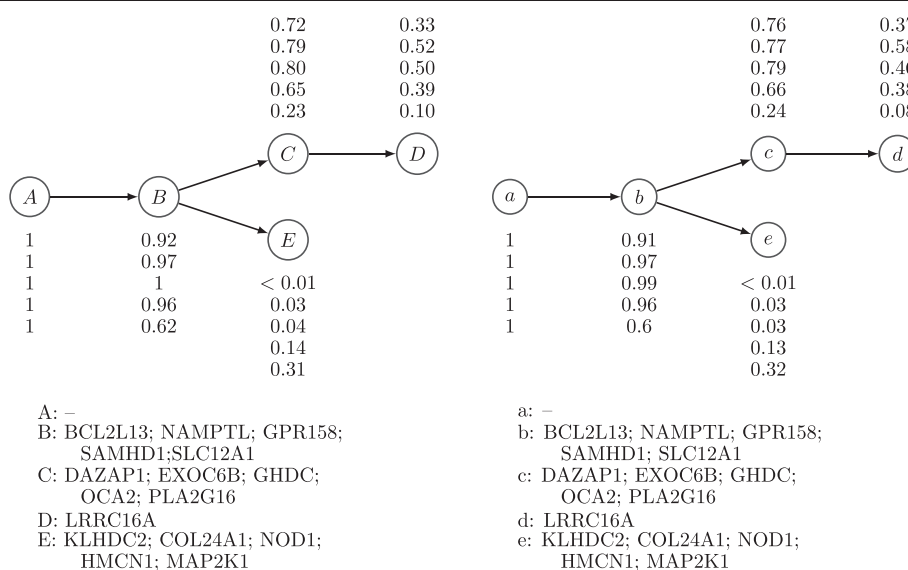 0.72 0.33 0.76
0.79 0.52 0.77
0.80 0.50 0.79
0.65 0.39 0.66
0.23 0.10 0.24
C D c d
A B a b
E e
1 0.92 1 0.91
1 0.97 1 0.97
1 1 < 0.01 1 0.99 < 0.01
1 0.96 0.03 1 0.96 0.03
1 0.62 0.04 1 0.6 0.03
0.14 0.13
0.31 0.32
A: –
B: BCL2L13; NAMPTL; GPR158;
SAMHD1;SLC12A1
C: DAZAP1; EXOC6B; GHDC;
OCA2; PLA2G16
D: LRRC16A
E: KLHDC2; COL24A1; NOD1;
HMCN1; MAP2K1
a: –
b: BCL2L13; NAMPTL; GPR158;
SAMHD1; SLC12A1
c: DAZAP1; EXOC6B; GHDC;
OCA2; PLA2G16
d: LRRC16A
e: KLHDC2; COL24A1; NOD1;
HMCN1; MAP2K1